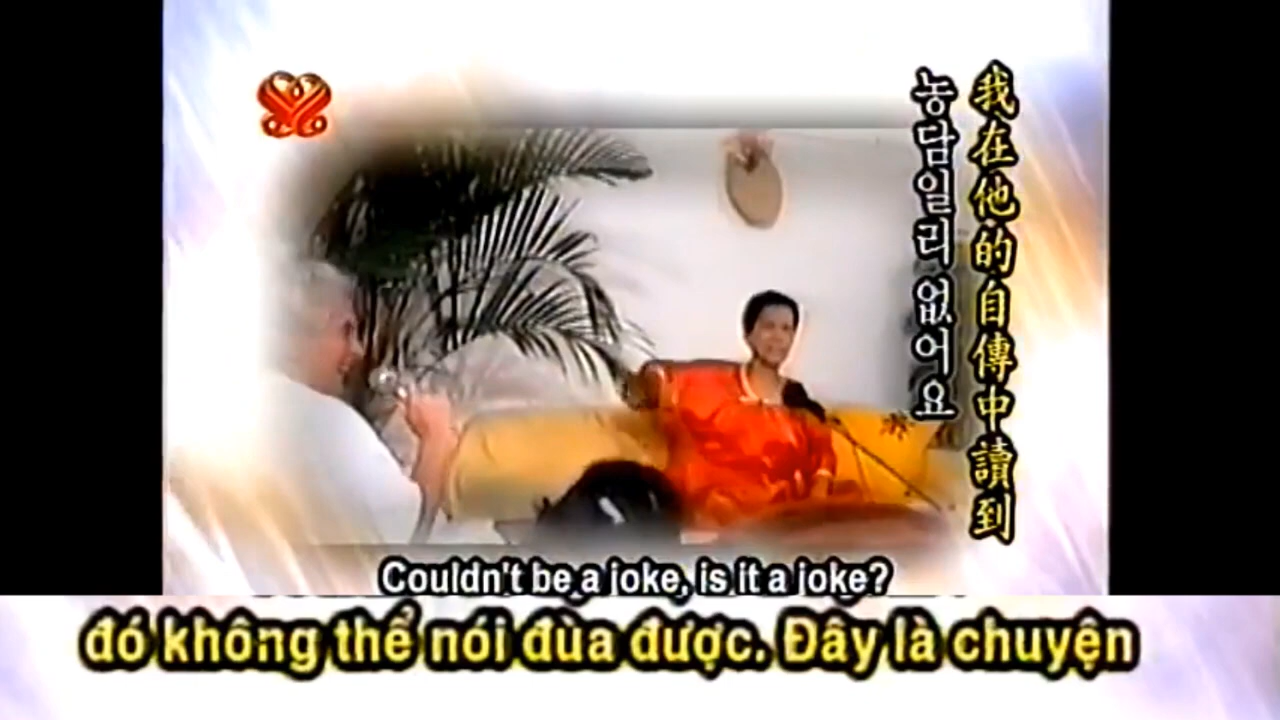 我在他的自傳中讀到
농담일리 없어요
Couldn't be a joke, is it a joke?
đó không thể nói đùa được. Đây là chuyện